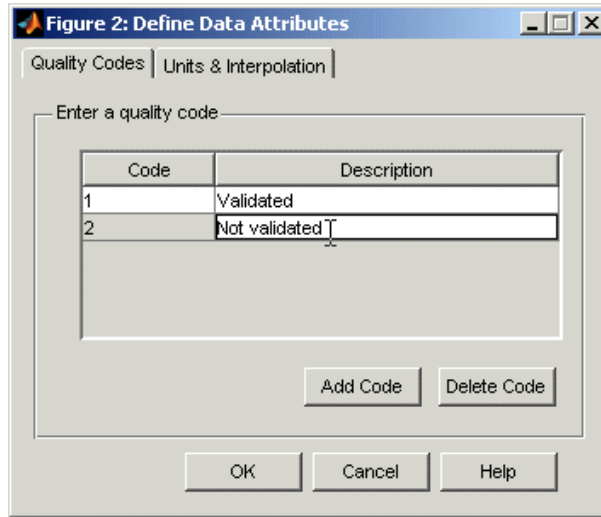 Figure 2: Define Data Attributes
Quality Codes Units & Interpolation
Enter a quality code
Code Description
1 Validated
2 Not validated
Add Code Delete Code
OK Cancel Help